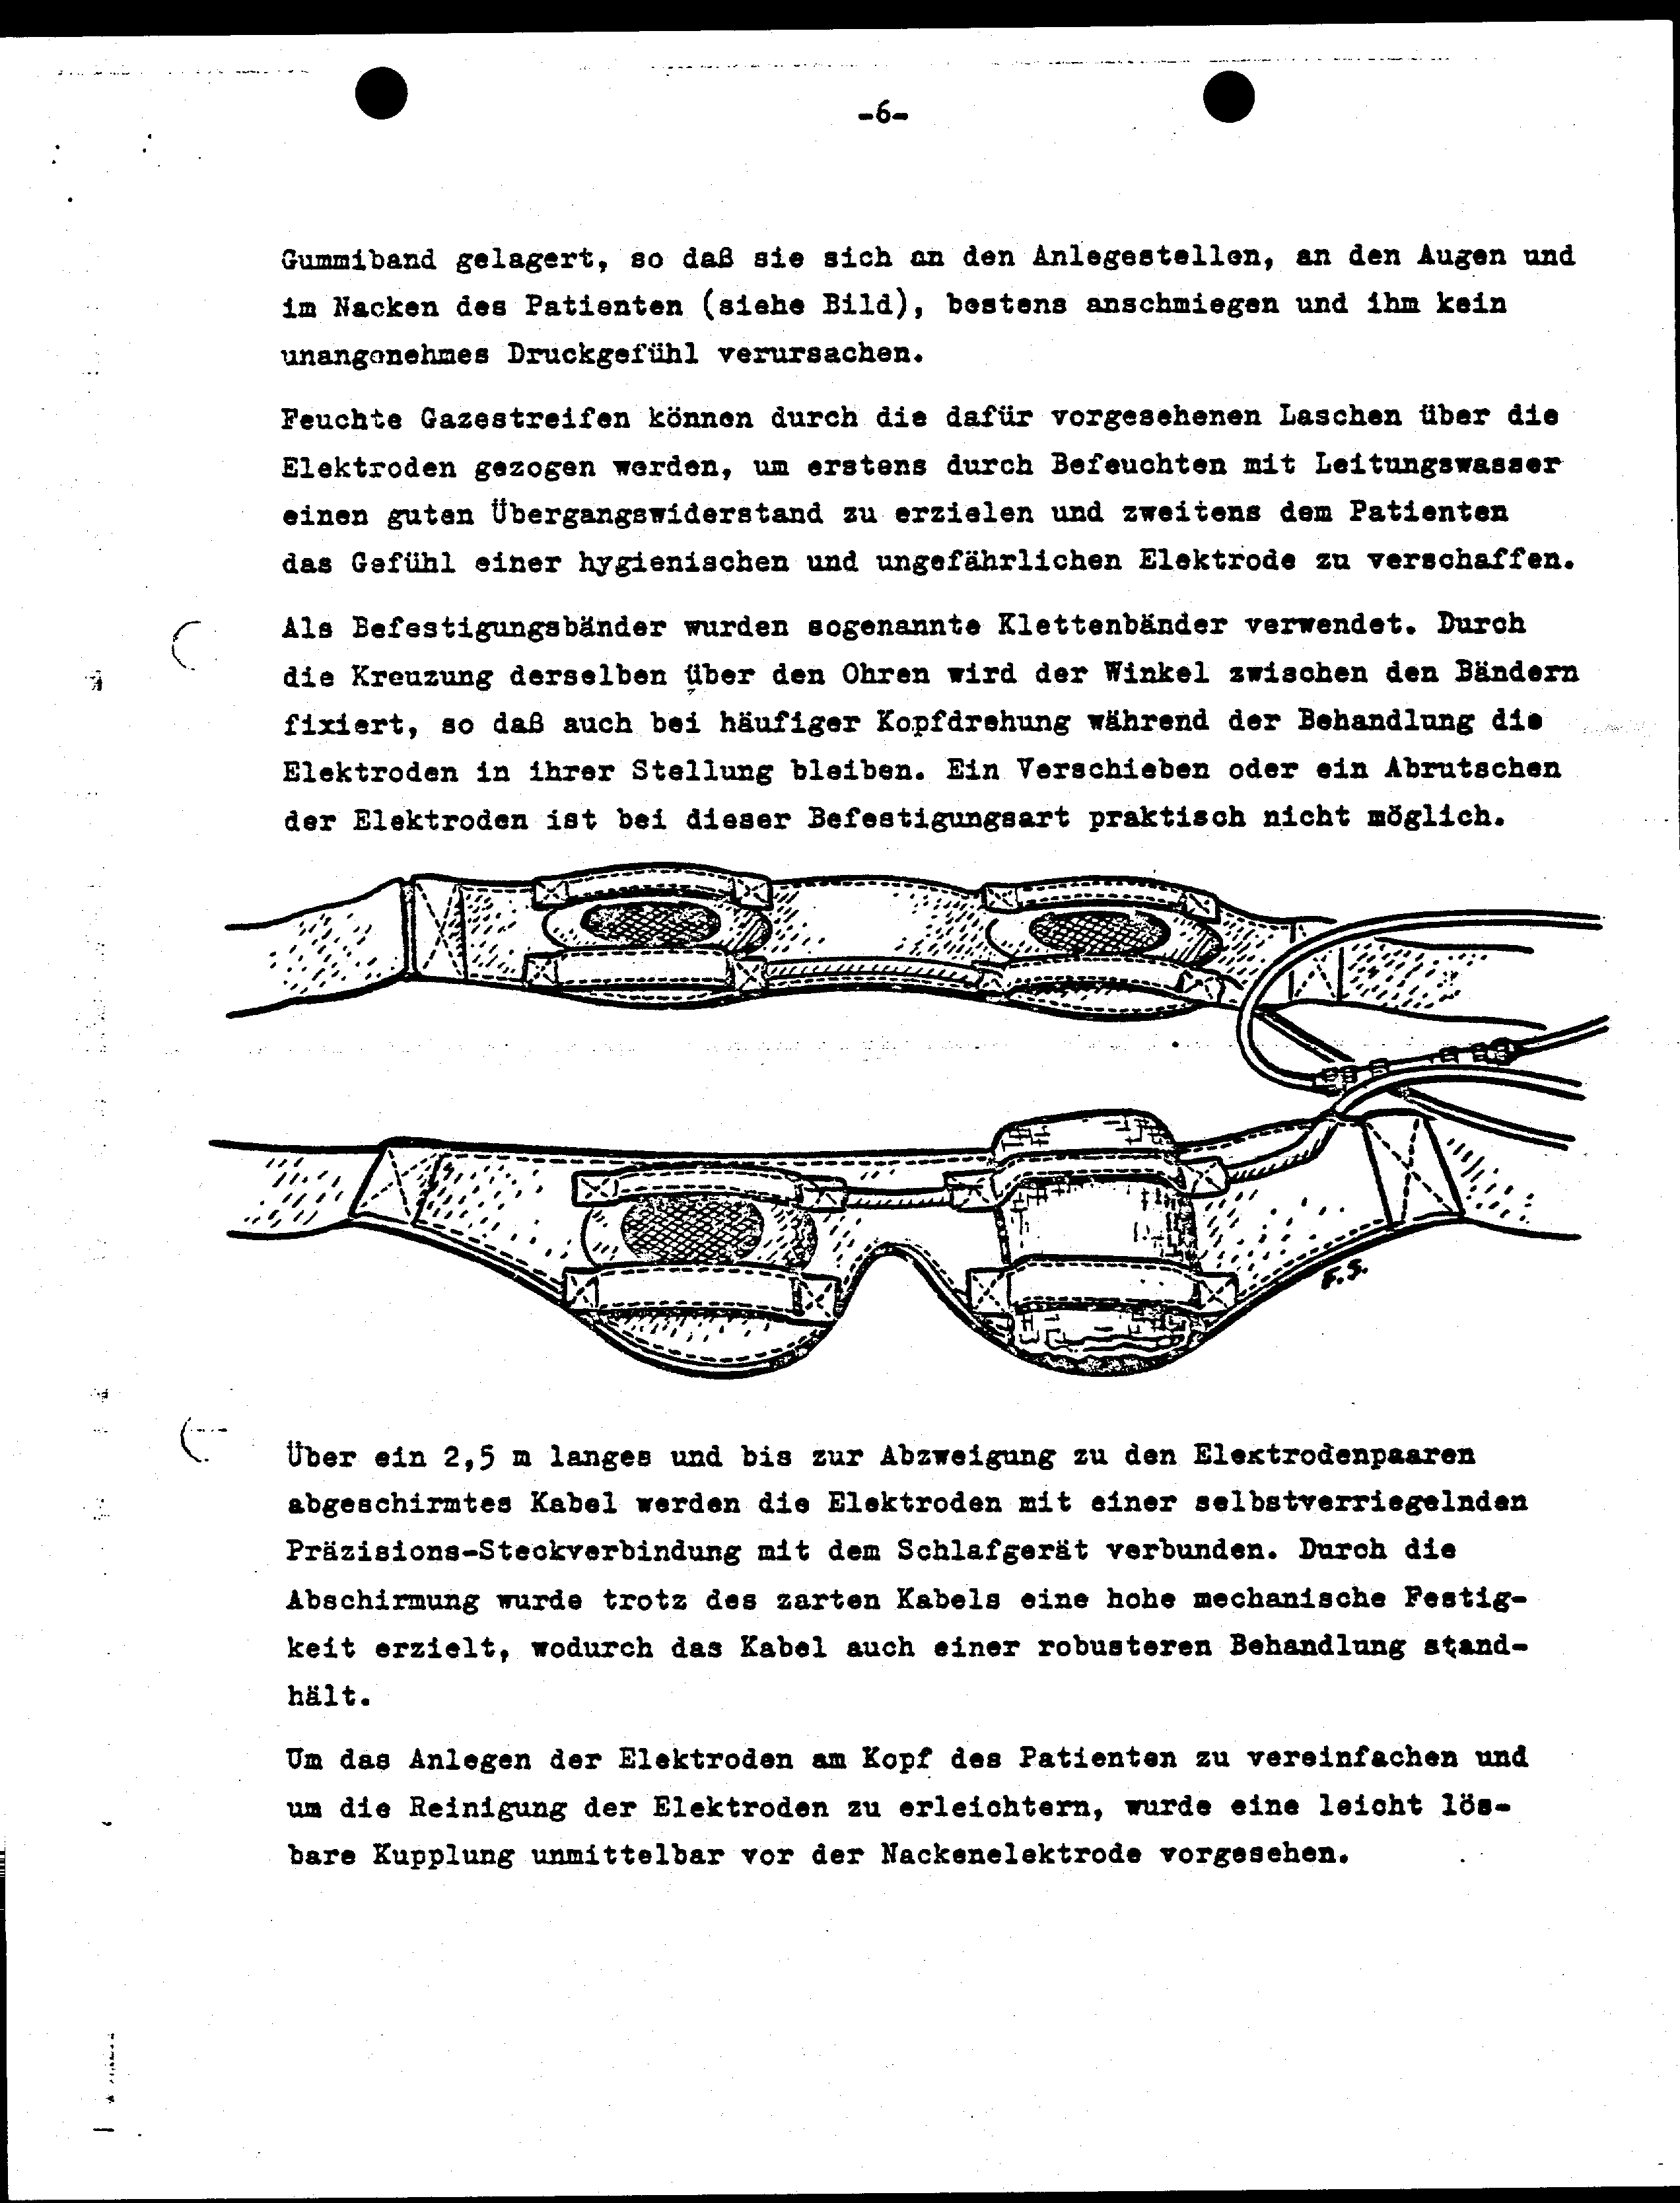 -6-
Gummiband gelagert, so daß sie sich an den Anlegestellen, an den Augen und
im Nacken des Patienten (siehe Bild), bestens anschmiegen und ihm kein
unangenehmes Druckgefühl verursachen.
Feuchte Gazestreifen können durch die dafür vorgesehenen Laschen über die
Elektroden gezogen werden, um erstens durch Befeuchten mit Leitungswasser
einen guten Übergangswiderstand zu erzielen und zweitens dem Patienten
das Gefühl einer hygienischen und ungefährlichen Elektrode zu verschaffen.
Als Befestigungsbänder wurden sogenannte Klettenbänder verwendet. Durch
die Kreuzung derselben über den Ohren wird der Winkel zwischen den Bändern
fixiert, so daß auch bei häufiger Kopfdrehung während der Behandlung die
Elektroden in ihrer Stellung bleiben. Ein Verschieben oder ein Abrutschen
der Elektroden ist bei dieser Befestigungsart praktisch nicht möglich.
F.S.
Über ein 2,5 m langes und bis zur Abzweigung zu den Elektrodenpaaren
abgeschirmtes Kabel werden die Elektroden mit einer selbstverriegelnden
Präzisions-Steckverbindung mit dem Schlafgerät verbunden. Durch die
Abschirmung wurde trotz des zarten Kabels eine hohe mechanische Festig-
keit erzielt, wodurch das Kabel auch einer robusteren Behandlung stand-
hält.
Um das Anlegen der Elektroden am Kopf des Patienten zu vereinfachen und
um die Reinigung der Elektroden zu erleichtern, wurde eine leicht lös-
bare Kupplung unmittelbar vor der Nackenelektrode vorgesehen.